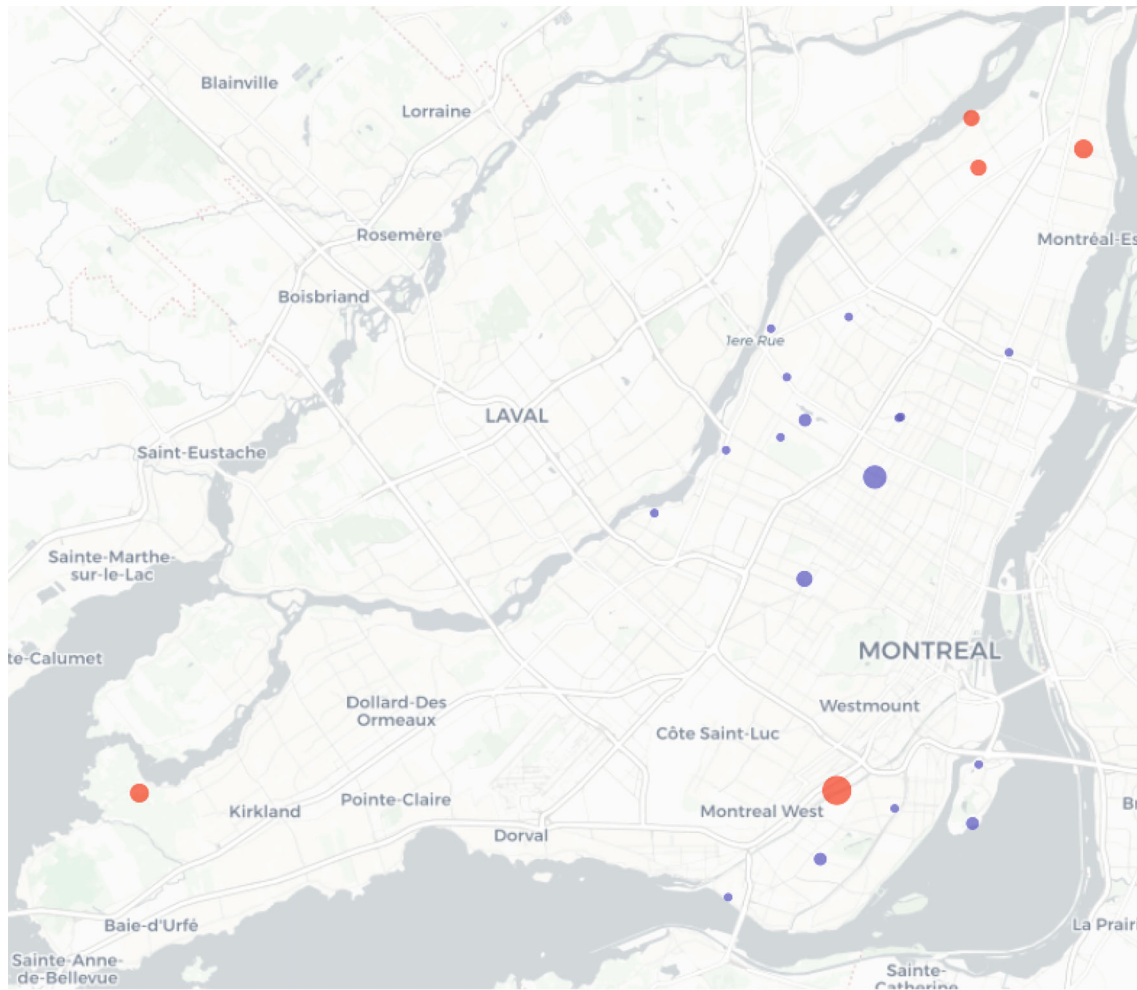 Blainville
Lorraine
Rosemère
Montréal-Es
Boisbriand
1ere Rue
LAVAL
Saint-Eustache
Sainte-Marthe-
sur-le-Lac
MONTREAL
te-Calumet
Dollard-Des
Ormeaux
Westmount
Côte Saint-Luc
Pointe-Claire
Kirkland
Montreal West
Br
Dorval
Baie-d'Urfé
La Prairi
Sainte-Anne-
de-Bellevue
Sainte-
Catherine